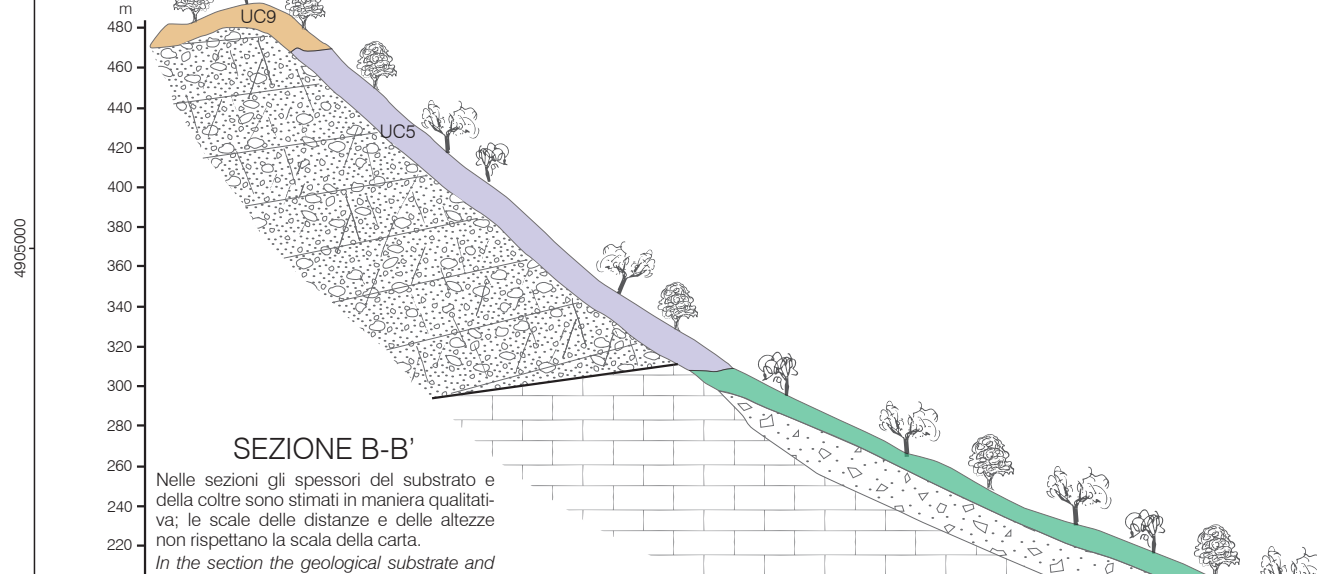 m
UC9
480
460
440
UC5
420
400
380
4905000
360
340
320
300
280
SEZIONE B-B’
260
240
220
Nelle sezioni gli spessori del substrato e
della coltre sono stimati in maniera qualitati-
va; le scale delle distanze e delle altezze
non rispettano la scala della carta.
In the section the geological substrate and